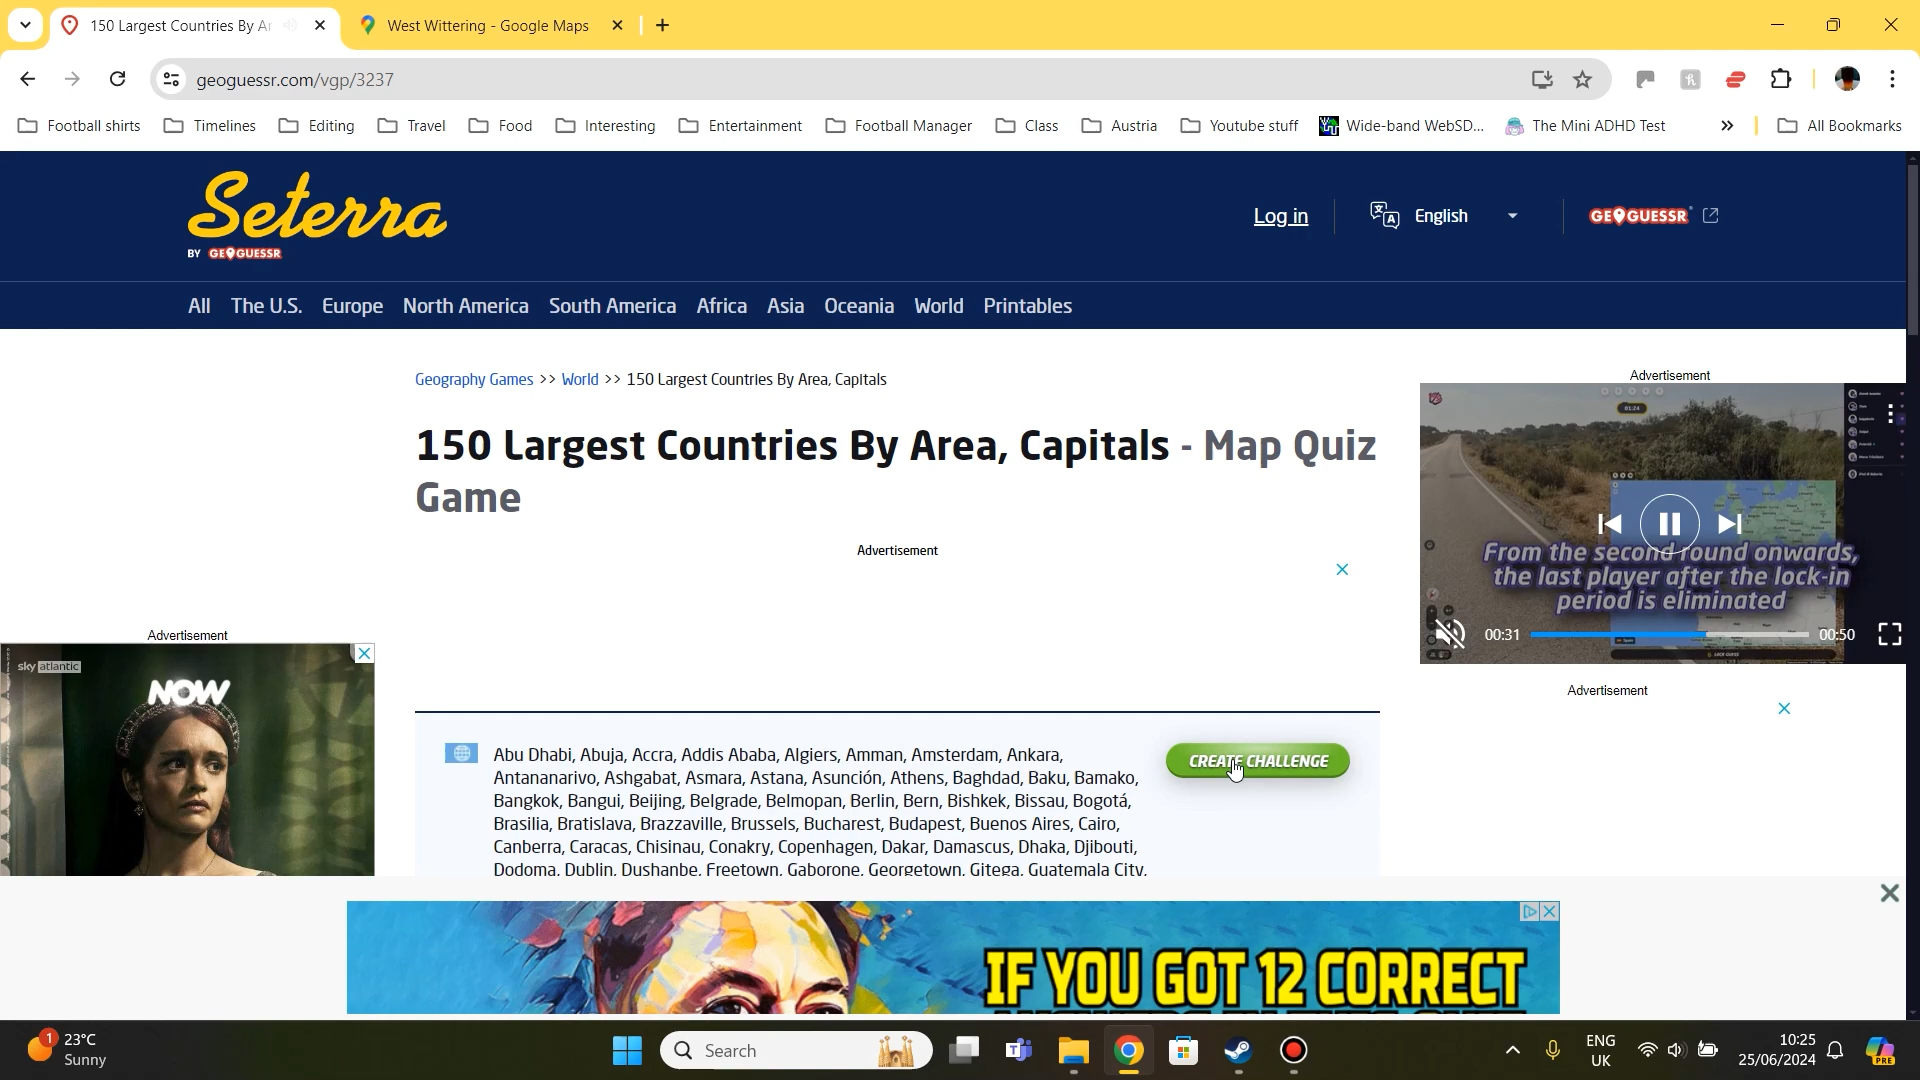 150 Largest Countries By Ar
West Wittering - Google Maps
geoguessr.com/vgp/3237
Football shirts
Timelines
Editing
Travel
Food
Interesting
Entertainment
Football Manager
Class
Austria
Youtube stuff
Wide-band WebSD...
The Mini ADHD Test
All Bookmarks
Seterra
BY GEOGUESSR
Log in
English
GEOGUESSR
All The U.S. Europe North America South America Africa Asia Oceania World Printables
Geography Games >> World >> 150 Largest Countries By Area, Capitals
150 Largest Countries By Area, Capitals - Map Quiz
Game
Advertisement
Advertisement
01:24
From the second round onwards,
the last player after the lock-in
period is eliminated
00:31
00:50
Advertisement
sky atlantic
NOW
Advertisement
Abu Dhabi, Abuja, Accra, Addis Ababa, Algiers, Amman, Amsterdam, Ankara,
Antananarivo, Ashgabat, Asmara, Astana, Asunción, Athens, Baghdad, Baku, Bamako,
Bangkok, Bangui, Beijing, Belgrade, Belmopan, Berlin, Bern, Bishkek, Bissau, Bogotá,
Brasilia, Bratislava, Brazzaville, Brussels, Bucharest, Budapest, Buenos Aires, Cairo,
Canberra, Caracas, Chisinau, Conakry, Copenhagen, Dakar, Damascus, Dhaka, Djibouti,
Dodoma, Dublin, Dushanbe, Freetown, Gaborone, Georgetown, Gitega, Guatemala City,
CREATE CHALLENGE
IF YOU GOT 12 CORRECT
1
23°C
Sunny
Search
ENG
UK
10:25
25/06/2024
PRE